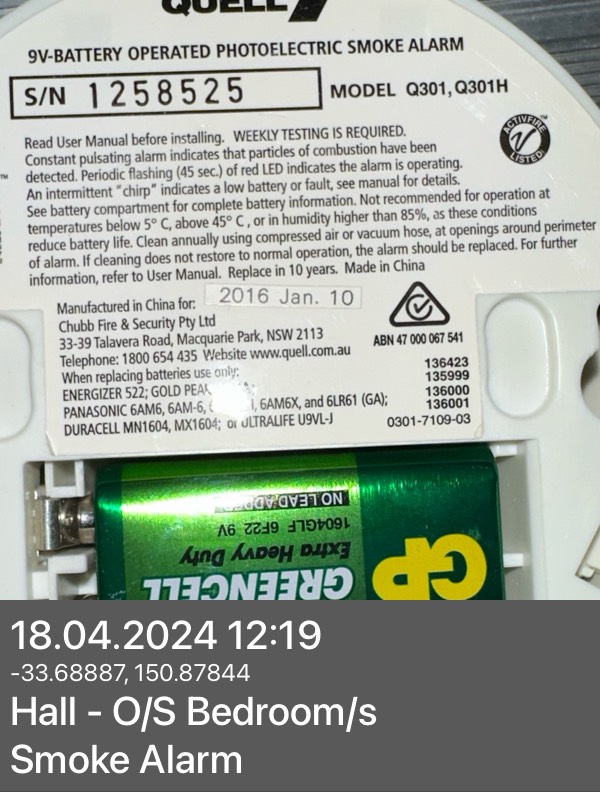 QUELL
9V-BATTERY OPERATED PHOTOELECTRIC SMOKE ALARM
S/N 1258525 MODEL Q301, Q301H
ACTIVFIRE LISTED
Read User Manual before installing. WEEKLY TESTING IS REQUIRED.
Constant pulsating alarm indicates that particles of combustion have been
detected. Periodic flashing (45 sec.) of red LED indicates the alarm is operating.
An intermittent "chirp" indicates a low battery or fault, see manual for details.
See battery compartment for complete battery information. Not recommended for operation at
temperatures below 5° C, above 45° C, or in humidity higher than 85%, as these conditions
reduce battery life. Clean annually using compressed air or vacuum hose, at openings around perimeter
of alarm. If cleaning does not restore to normal operation, the alarm should be replaced. For further
information, refer to User Manual. Replace in 10 years. Made in China
Manufactured in China for: 2016 Jan. 10
Chubb Fire & Security Pty Ltd
33-39 Talavera Road, Macquarie Park, NSW 2113
Telephone: 1800 654 435 Website www.quell.com.au
When replacing batteries use only:
ENERGIZER 522; GOLD
PANASONIC 6AM6, 6AM-6, 6AM6X, and 6LR61 (GA);
DURACELL MN1604, MX1604; or ULTRALIFE U9VL-J
ABN 47 000 067 541
136423
135999
136000
136001
0301-7109-03
NO LEAD
1604GLF 6F22 9V
Extra Heavy Duty
GREENCELL
GP
18.04.2024 12:19
-33.68887, 150.87844
Hall - O/S Bedroom/s
Smoke Alarm